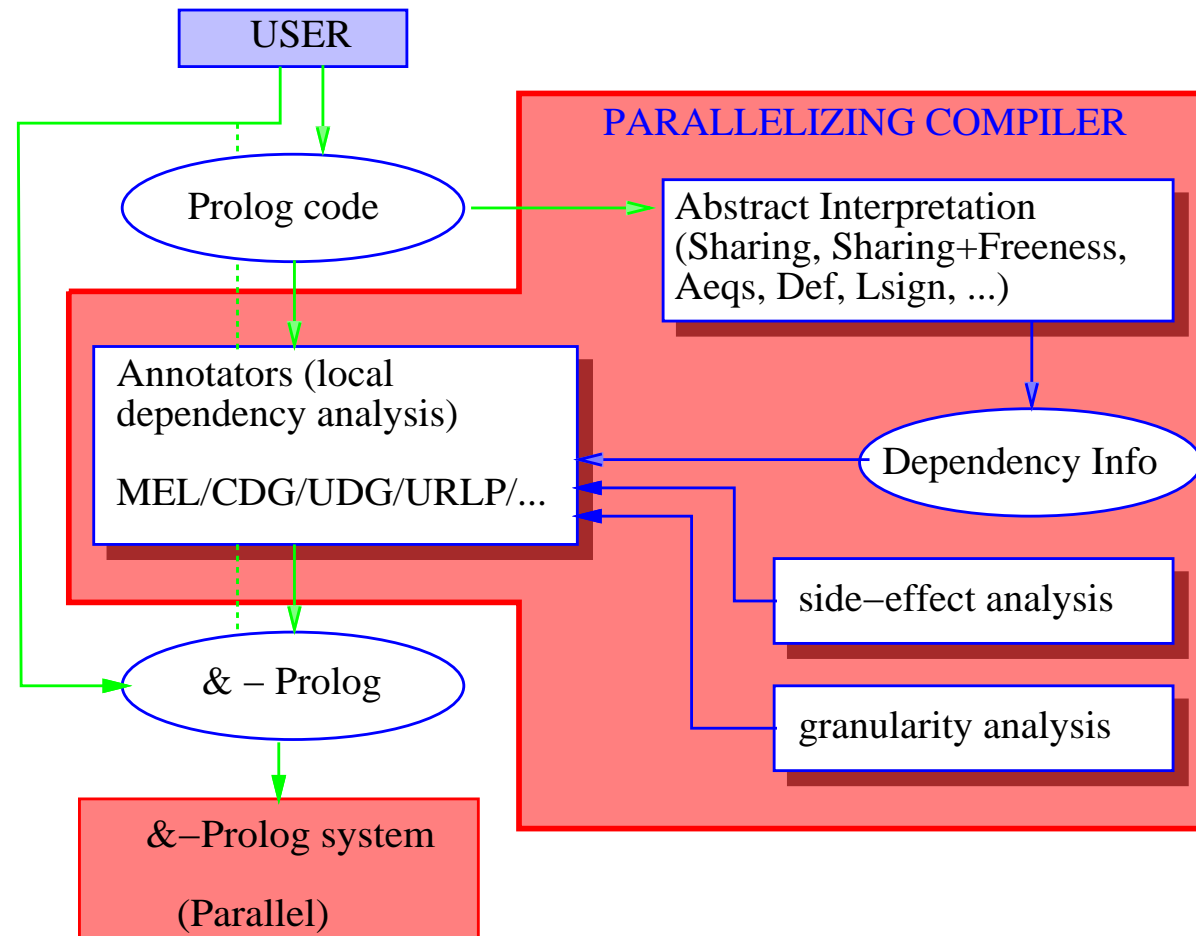 USER
PARALLELIZING COMPILER
Prolog code
Abstract Interpretation
(Sharing, Sharing+Freeness,
Aeqs, Def, Lsign, ...)
Annotators (local
dependency analysis)
MEL/CDG/UDG/URLP/...
Dependency Info
side−effect analysis
& − Prolog
granularity analysis
&−Prolog system
(Parallel)